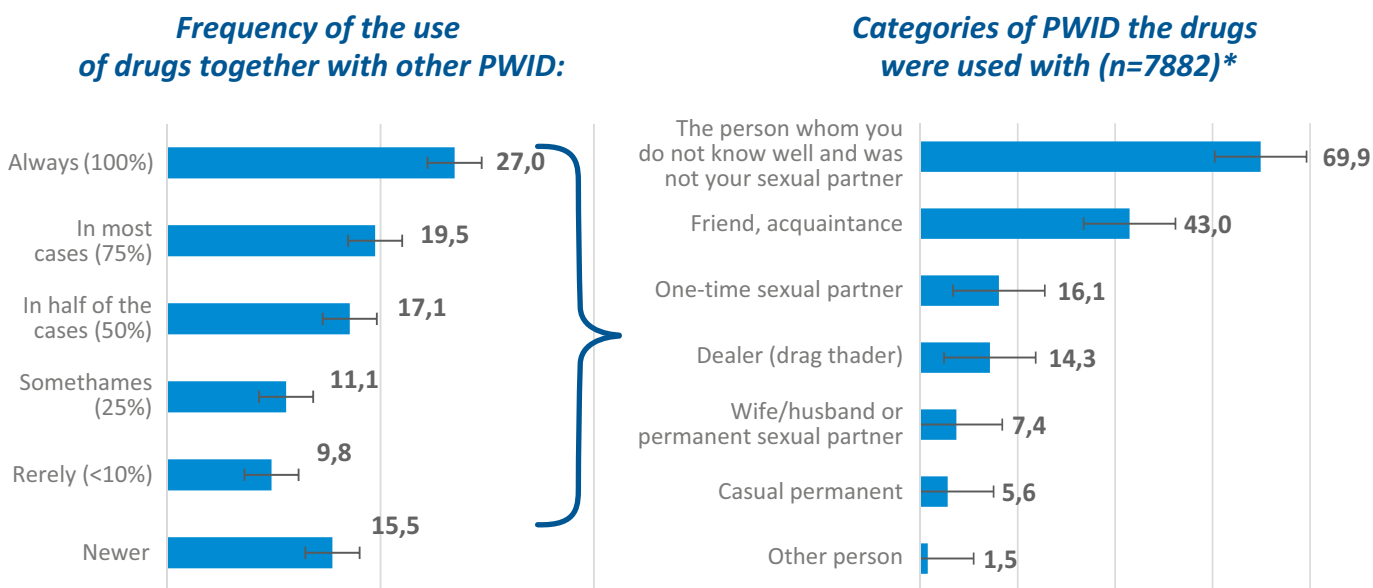 Frequency of the use
of drugs together with other PWID:
Always (100%)
27,0
In most
cases (75%)
19,5
In half of the
cases (50%)
17,1
Somethames
(25%)
11,1
Rerely (<10%)
9,8
Newer
15,5
Categories of PWID the drugs
were used with (n=7882)*
The person whom you
do not know well and was
not your sexual partner
69,9
Friend, acquaintance
43,0
One-time sexual partner
16,1
Dealer (drag thader)
14,3
Wife/husband or
permanent sexual partner
7,4
Casual permanent
5,6
Other person
1,5